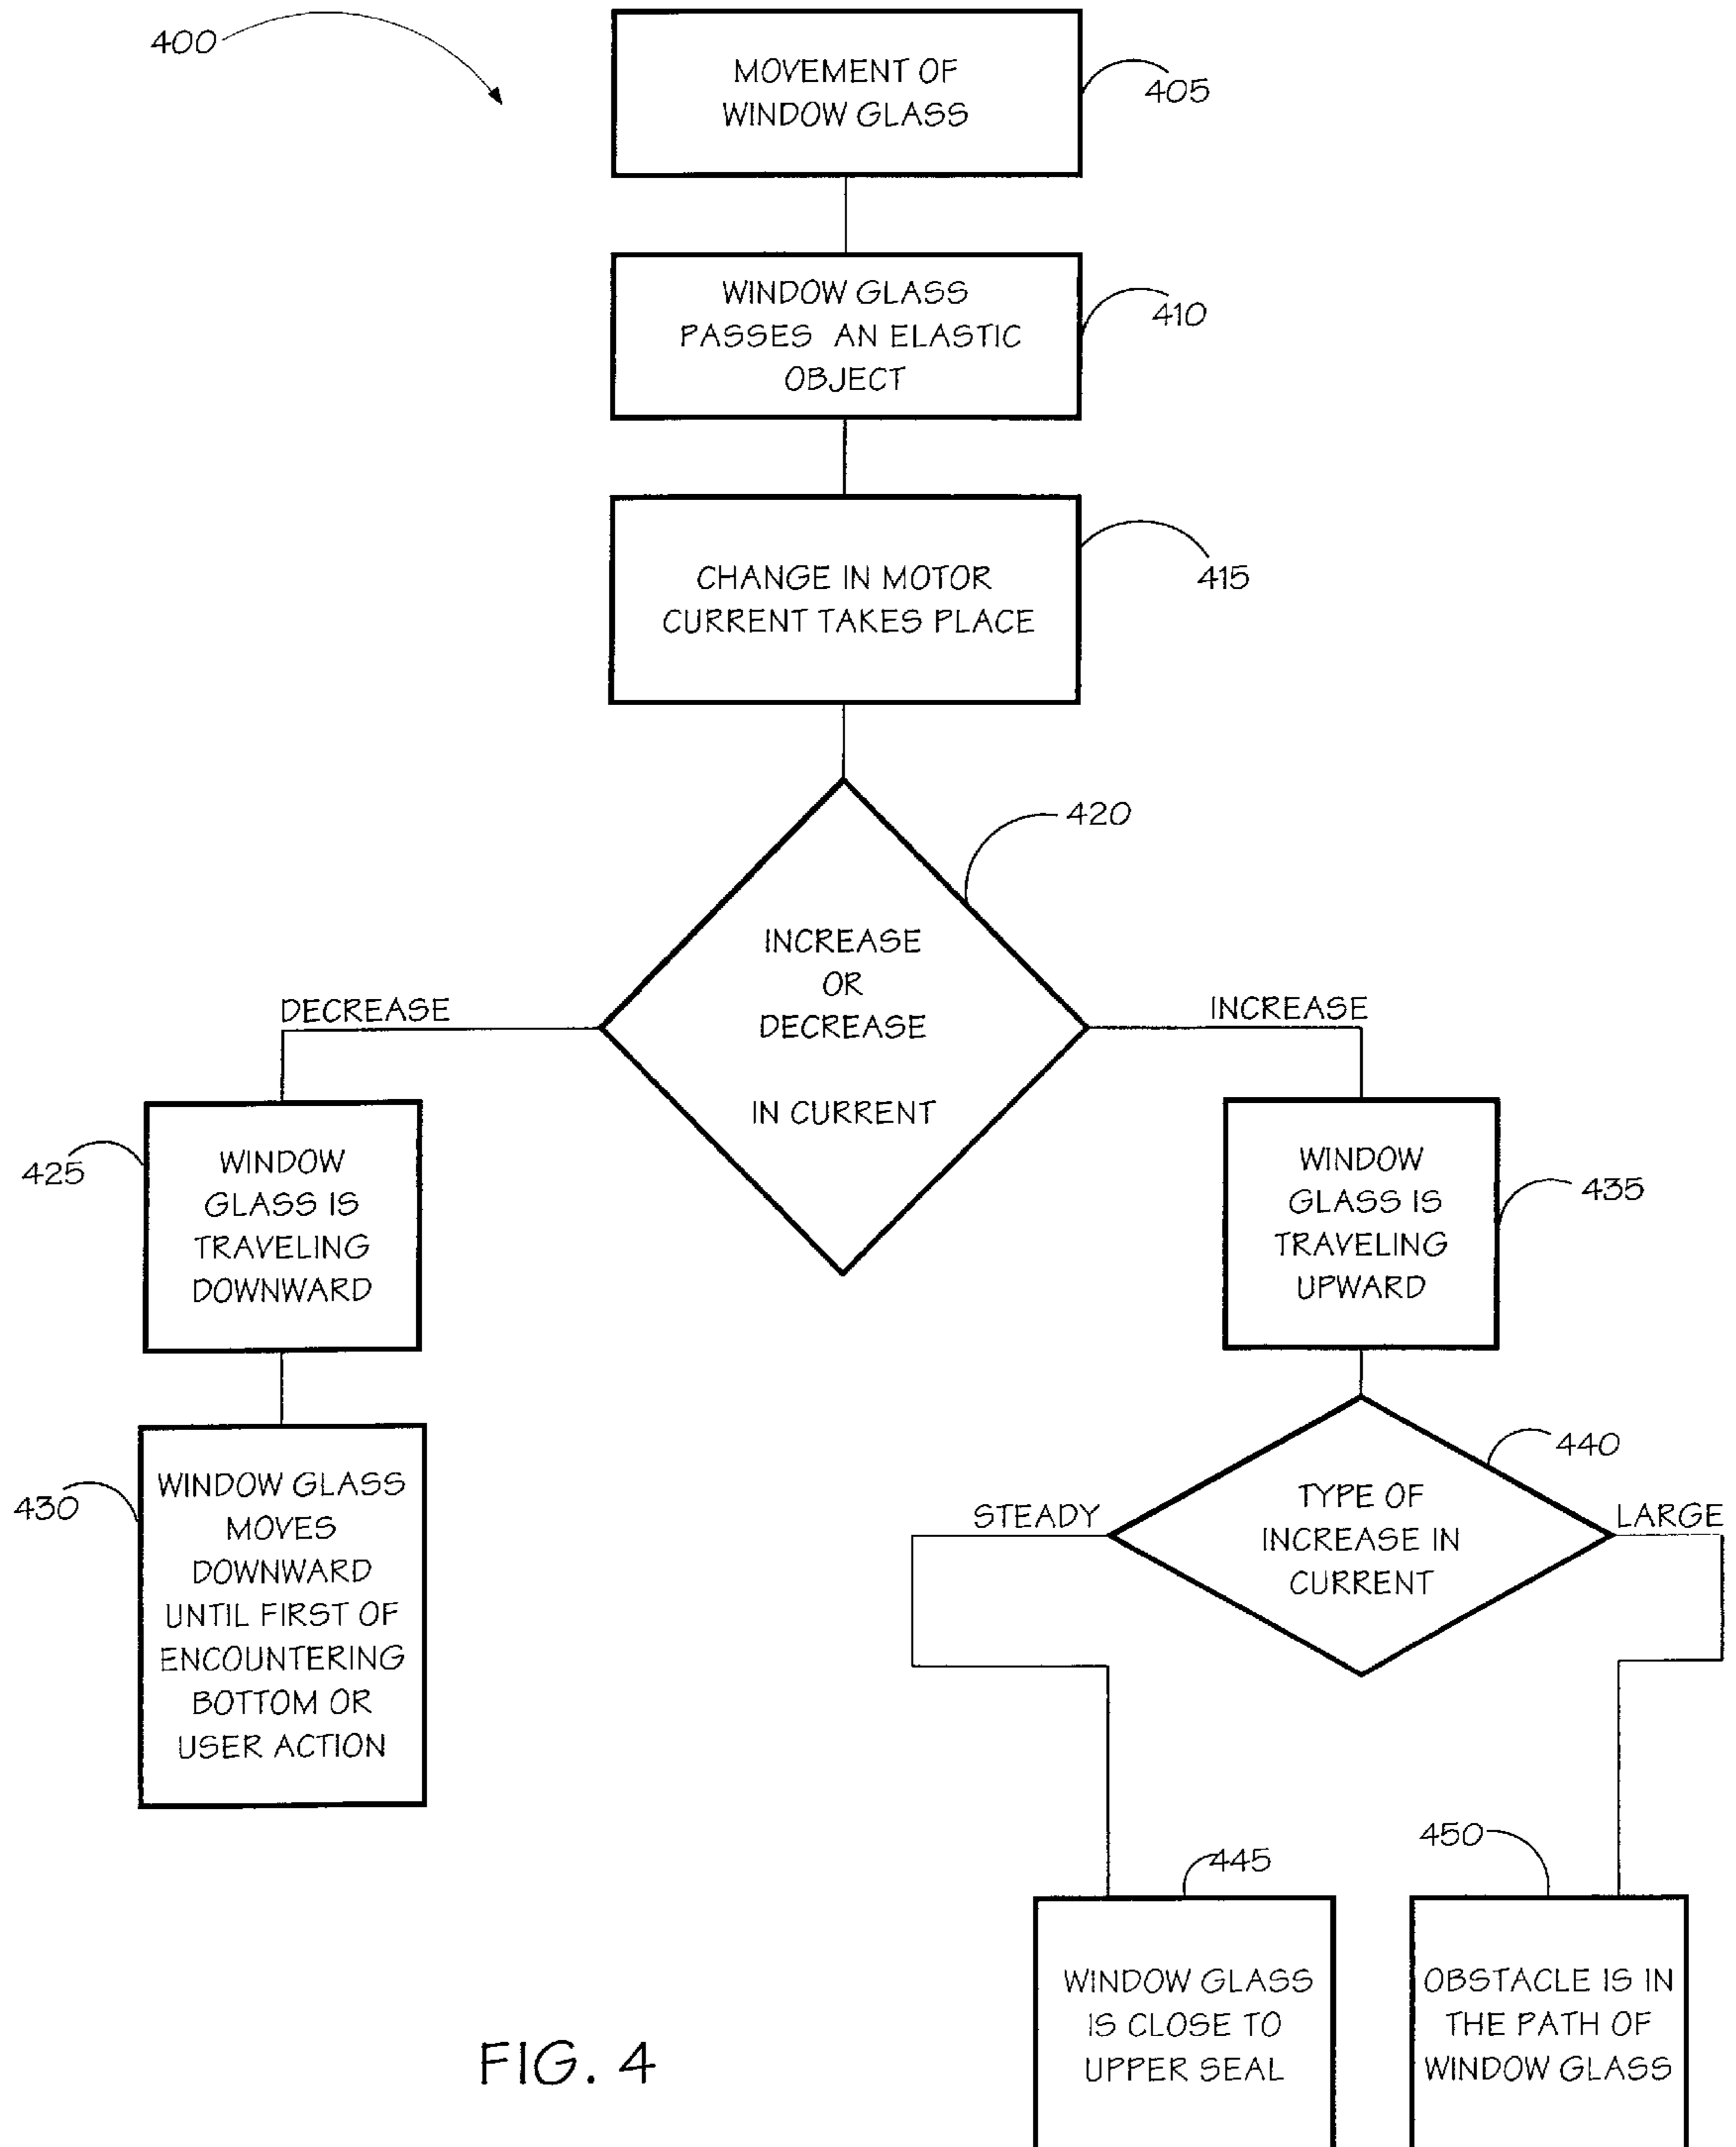 400
MOVEMENT OF
WINDOW GLASS
405
WINDOW GLASS
PASSES AN ELASTIC
OBJECT
410
CHANGE IN MOTOR
CURRENT TAKES PLACE
415
420
INCREASE
OR
DECREASE
IN CURRENT
DECREASE
INCREASE
425
WINDOW
GLASS IS
TRAVELING
DOWNWARD
WINDOW
GLASS IS
TRAVELING
UPWARD
435
430
WINDOW GLASS
MOVES
DOWNWARD
UNTIL FIRST OF
ENCOUNTERING
BOTTOM OR
USER ACTION
440
STEADY
TYPE OF
INCREASE IN
CURRENT
LARGE
445
450
WINDOW GLASS
IS CLOSE TO
UPPER SEAL
OBSTACLE IS IN
THE PATH OF
WINDOW GLASS
FIG. 4